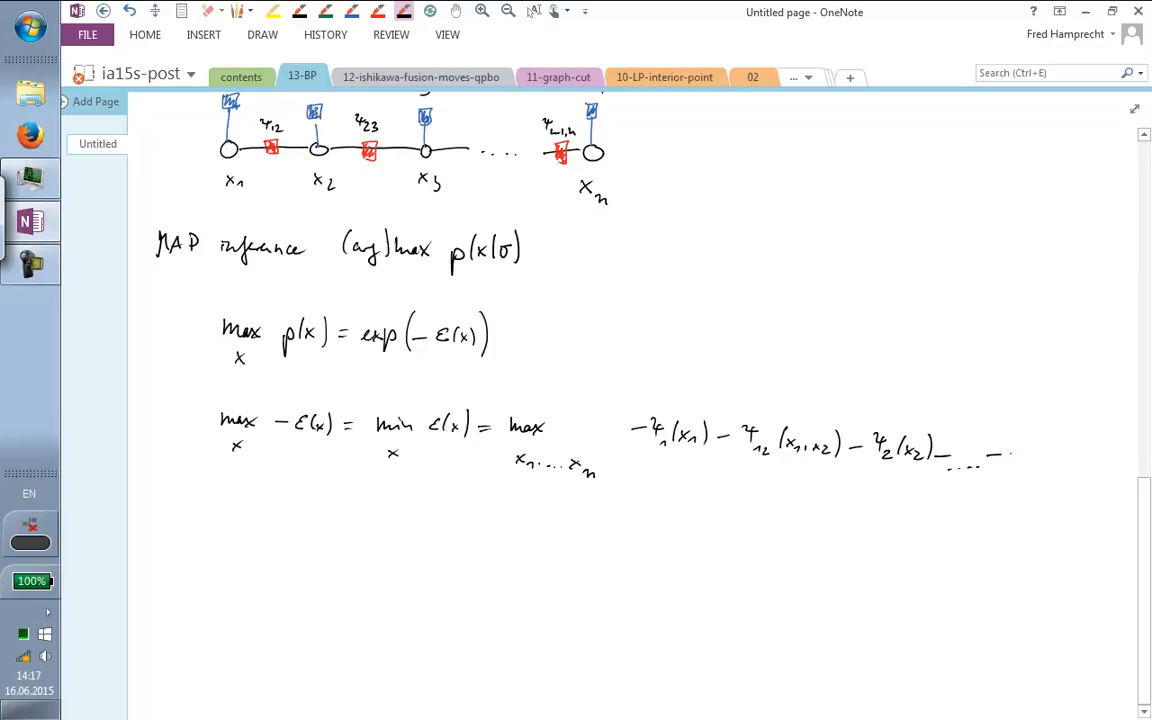 Untitled page - OneNote
FILE HOME INSERT DRAW HISTORY REVIEW VIEW
Fred Hamprecht
ia15s-post contents 13-BP 12-ishikawa-fusion-moves-qpbo 11-graph-cut 10-LP-interior-point 02 ...
Search (Ctrl+E)
Add Page
Untitled
ψ12 ψ23 ψn-1,n
x1 x2 x3 .... xn
MAP inference (arg)max p(x|σ)
max p(x) = exp(-ε(x))
x
max -ε(x) = min ε(x) = max -ψ1(x1) - ψ12(x1,x2) - ψ2(x2) - .... -
x x x1....xn
EN
100%
14:17
16.06.2015